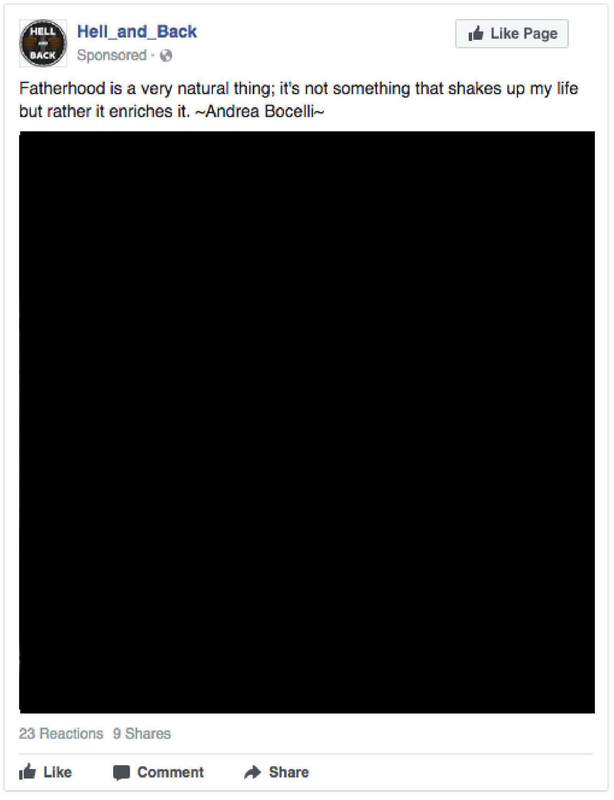 HELL
AND
BACK
Hell_and_Back
Like Page
Sponsored ·
Fatherhood is a very natural thing; it's not something that shakes up my life
but rather it enriches it. ~Andrea Bocelli~
23 Reactions 9 Shares
Like Comment Share